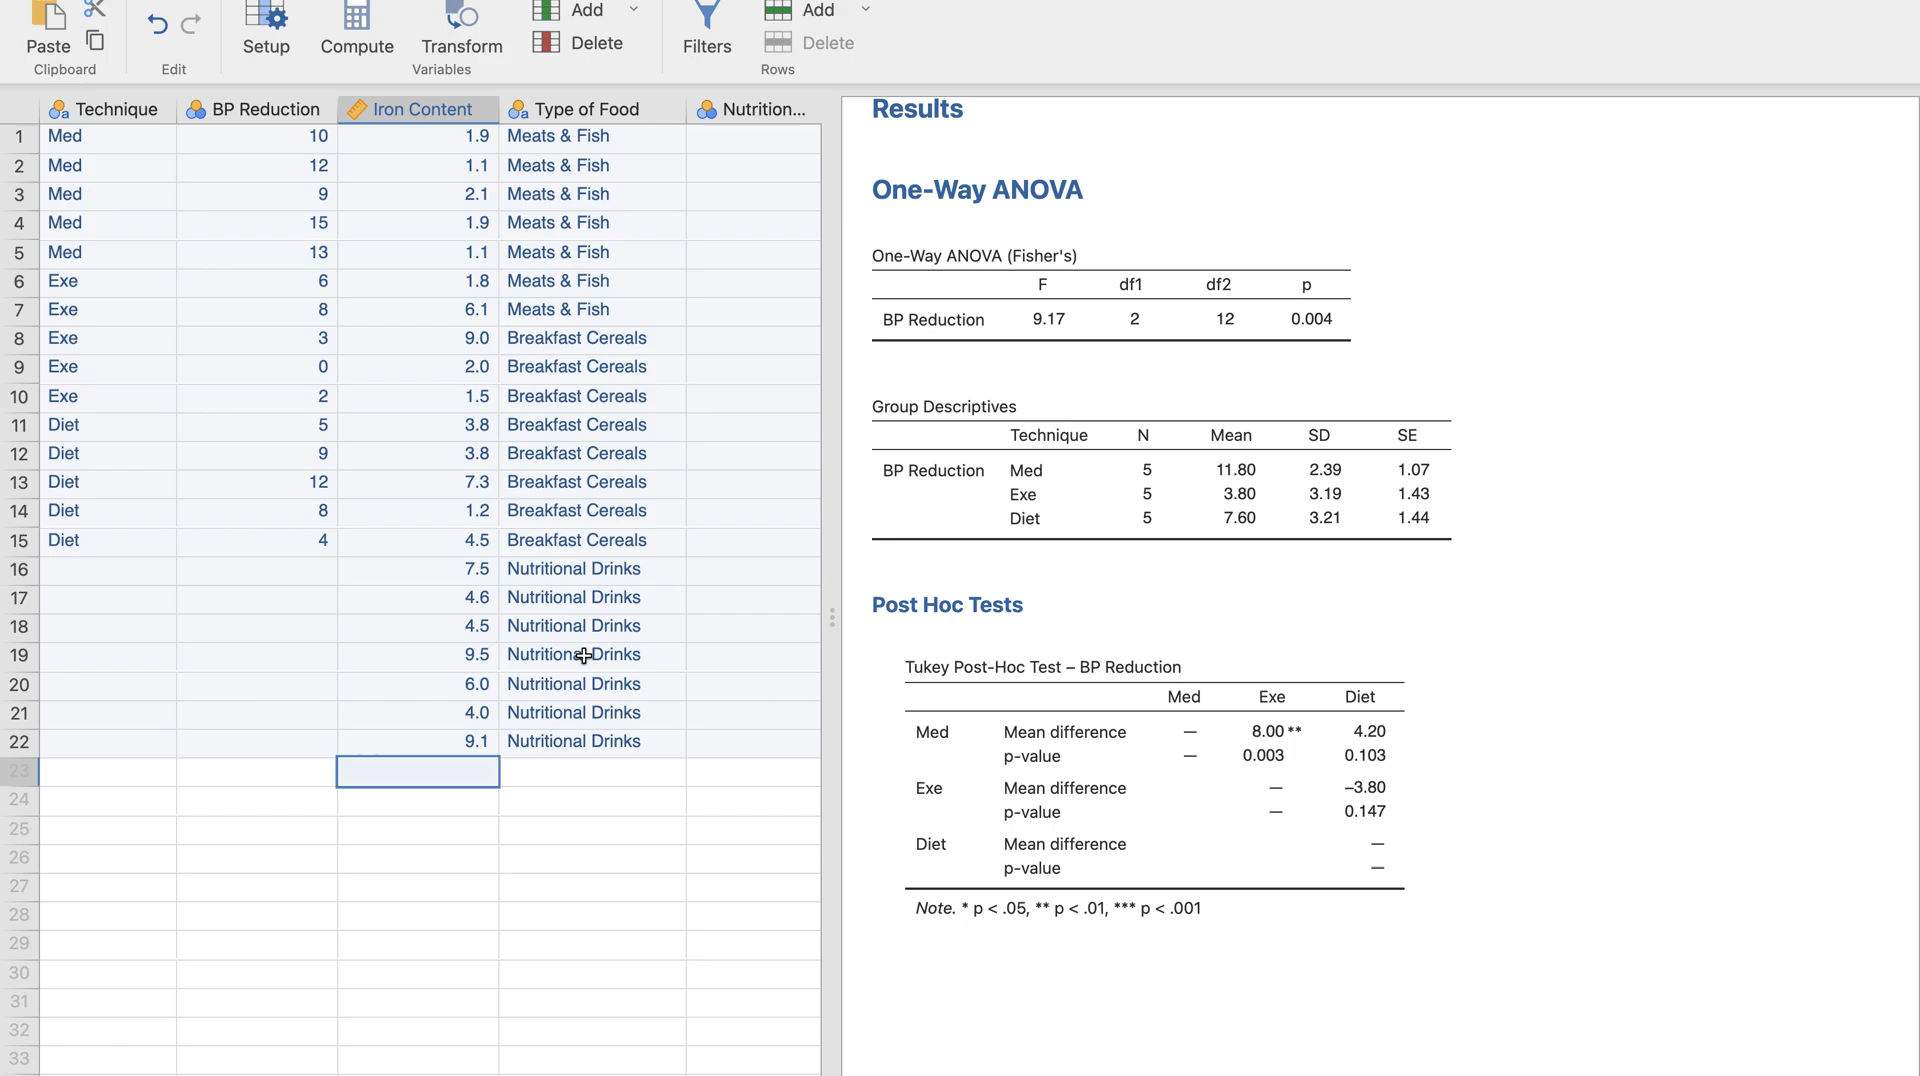 Paste
Clipboard
Edit
Setup
Compute
Transform
Add
Delete
Variables
Filters
Add
Delete
Rows
Technique BP Reduction Iron Content Type of Food Nutrition...
1 Med 10 1.9 Meats & Fish
2 Med 12 1.1 Meats & Fish
3 Med 9 2.1 Meats & Fish
4 Med 15 1.9 Meats & Fish
5 Med 13 1.1 Meats & Fish
6 Exe 6 1.8 Meats & Fish
7 Exe 8 6.1 Meats & Fish
8 Exe 3 9.0 Breakfast Cereals
9 Exe 0 2.0 Breakfast Cereals
10 Exe 2 1.5 Breakfast Cereals
11 Diet 5 3.8 Breakfast Cereals
12 Diet 9 3.8 Breakfast Cereals
13 Diet 12 7.3 Breakfast Cereals
14 Diet 8 1.2 Breakfast Cereals
15 Diet 4 4.5 Breakfast Cereals
16 7.5 Nutritional Drinks
17 4.6 Nutritional Drinks
18 4.5 Nutritional Drinks
19 9.5 Nutritional Drinks
20 6.0 Nutritional Drinks
21 4.0 Nutritional Drinks
22 9.1 Nutritional Drinks
23
24
25
26
27
28
29
30
31
32
33
Results
One-Way ANOVA
One-Way ANOVA (Fisher's)
F df1 df2 p
BP Reduction 9.17 2 12 0.004
Group Descriptives
Technique N Mean SD SE
BP Reduction Med 5 11.80 2.39 1.07
Exe 5 3.80 3.19 1.43
Diet 5 7.60 3.21 1.44
Post Hoc Tests
Tukey Post-Hoc Test – BP Reduction
Med Exe Diet
Med Mean difference — 8.00 ** 4.20
p-value — 0.003 0.103
Exe Mean difference — –3.80
p-value — 0.147
Diet Mean difference —
p-value —
Note. * p < .05, ** p < .01, *** p < .001